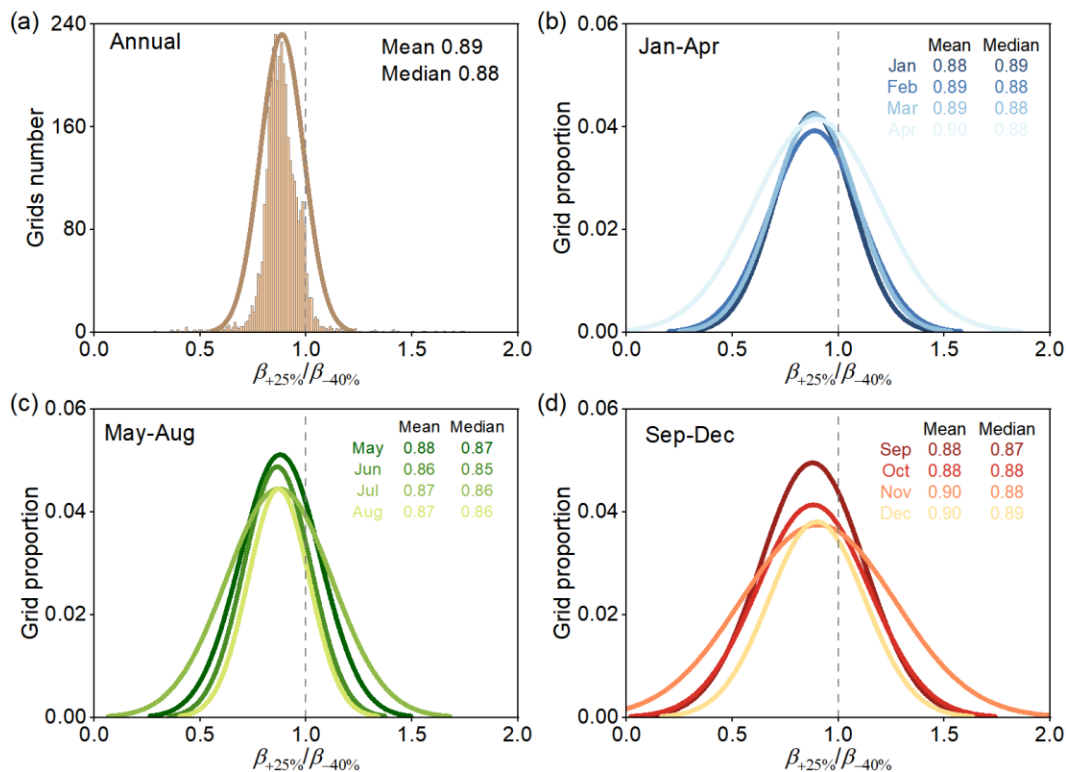 (a)
Annual
Mean 0.89
Median 0.88
240
160
80
0
Grids number
0.0 0.5 1.0 1.5 2.0
β+25%/β−40%
(b)
Jan-Apr
Mean Median
Jan 0.88 0.89
Feb 0.89 0.88
Mar 0.89 0.88
Apr 0.90 0.88
0.06
0.04
0.02
0.00
Grid proportion
0.0 0.5 1.0 1.5 2.0
β+25%/β−40%
(c)
May-Aug
Mean Median
May 0.88 0.87
Jun 0.86 0.85
Jul 0.87 0.86
Aug 0.87 0.86
0.06
0.04
0.02
0.00
Grid proportion
0.0 0.5 1.0 1.5 2.0
β+25%/β−40%
(d)
Sep-Dec
Mean Median
Sep 0.88 0.87
Oct 0.88 0.88
Nov 0.90 0.88
Dec 0.90 0.89
0.06
0.04
0.02
0.00
Grid proportion
0.0 0.5 1.0 1.5 2.0
β+25%/β−40%